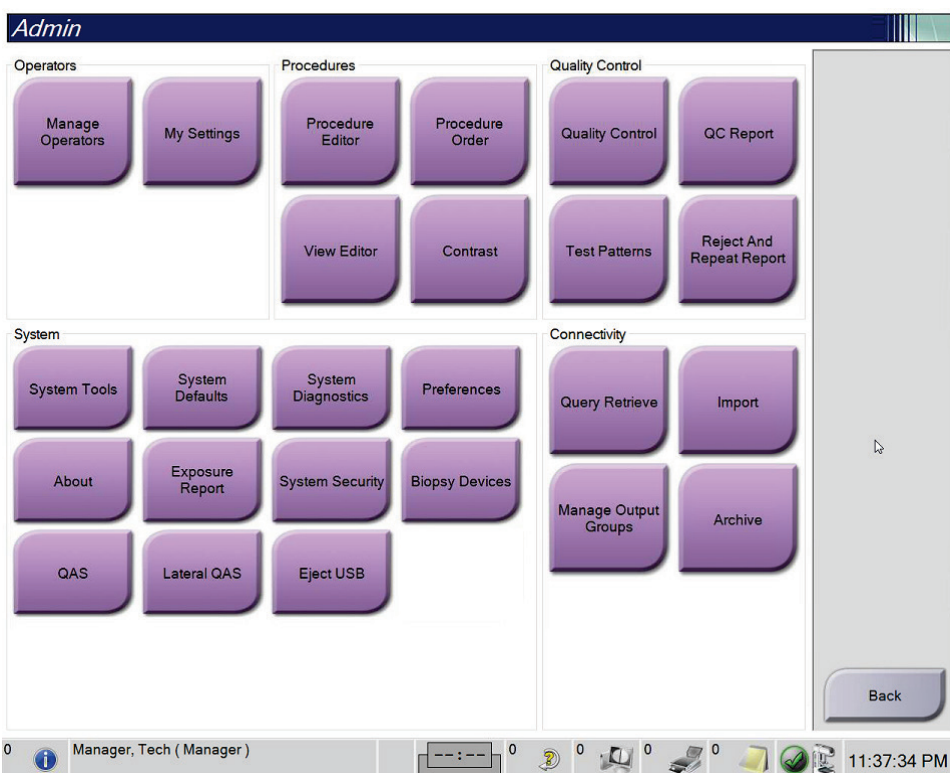 Admin
Operators
Manage
Operators
My Settings
Procedures
Procedure
Editor
Procedure
Order
View Editor
Contrast
Quality Control
Quality Control
QC Report
Test Patterns
Reject And
Repeat Report
System
System Tools
System
Defaults
System
Diagnostics
Preferences
About
Exposure
Report
System Security
Biopsy Devices
QAS
Lateral QAS
Eject USB
Connectivity
Query Retrieve
Import
Manage Output
Groups
Archive
Back
0
Manager, Tech ( Manager )
--:--
0
0
0
0
11:37:34 PM